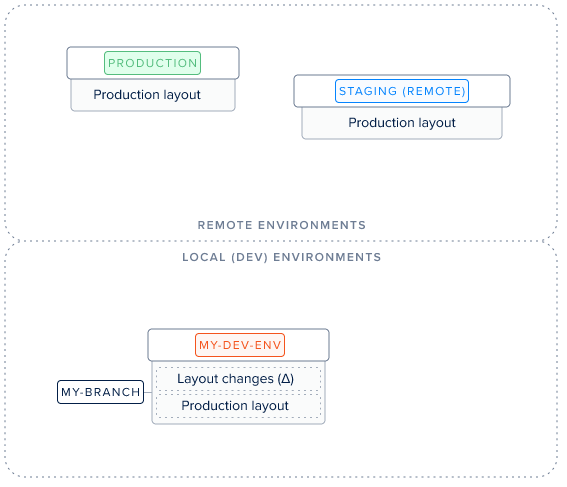 PRODUCTION
Production layout
STAGING (REMOTE)
Production layout
REMOTE ENVIRONMENTS
LOCAL (DEV) ENVIRONMENTS
MY-DEV-ENV
Layout changes (Δ)
MY-BRANCH
Production layout